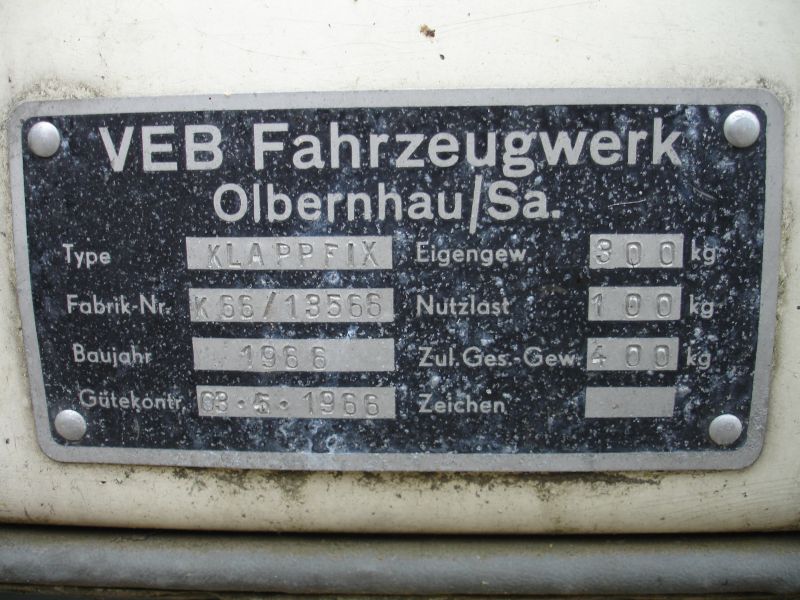 VEB Fahrzeugwerk
Olbernhau/Sa.
Type KLAPPFIX Eigengew. 300 kg
Fabrik-Nr. K66/13566 Nutzlast 100 kg
Baujahr 1966 Zul.Ges.-Gew. 400 kg
Gütekontr. 03.5.1966 Zeichen